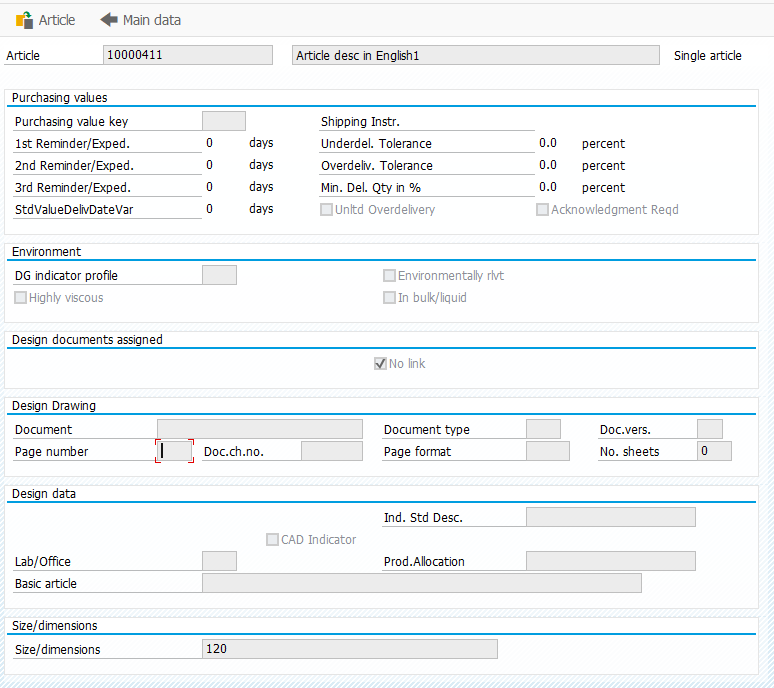 Article Main data
Article 10000411 Article desc in English1 Single article
Purchasing values
Purchasing value key Shipping Instr.
1st Reminder/Exped. 0 days Underdel. Tolerance 0.0 percent
2nd Reminder/Exped. 0 days Overdeliv. Tolerance 0.0 percent
3rd Reminder/Exped. 0 days Min. Del. Qty in % 0.0 percent
StdValueDelivDateVar 0 days Unltd Overdelivery Acknowledgment Reqd
Environment
DG indicator profile Environmentally rlvt
Highly viscous In bulk/liquid
Design documents assigned
No link
Design Drawing
Document Document type Doc.vers.
Page number Doc.ch.no. Page format No. sheets 0
Design data
Ind. Std Desc.
CAD Indicator
Lab/Office Prod.Allocation
Basic article
Size/dimensions
Size/dimensions 120